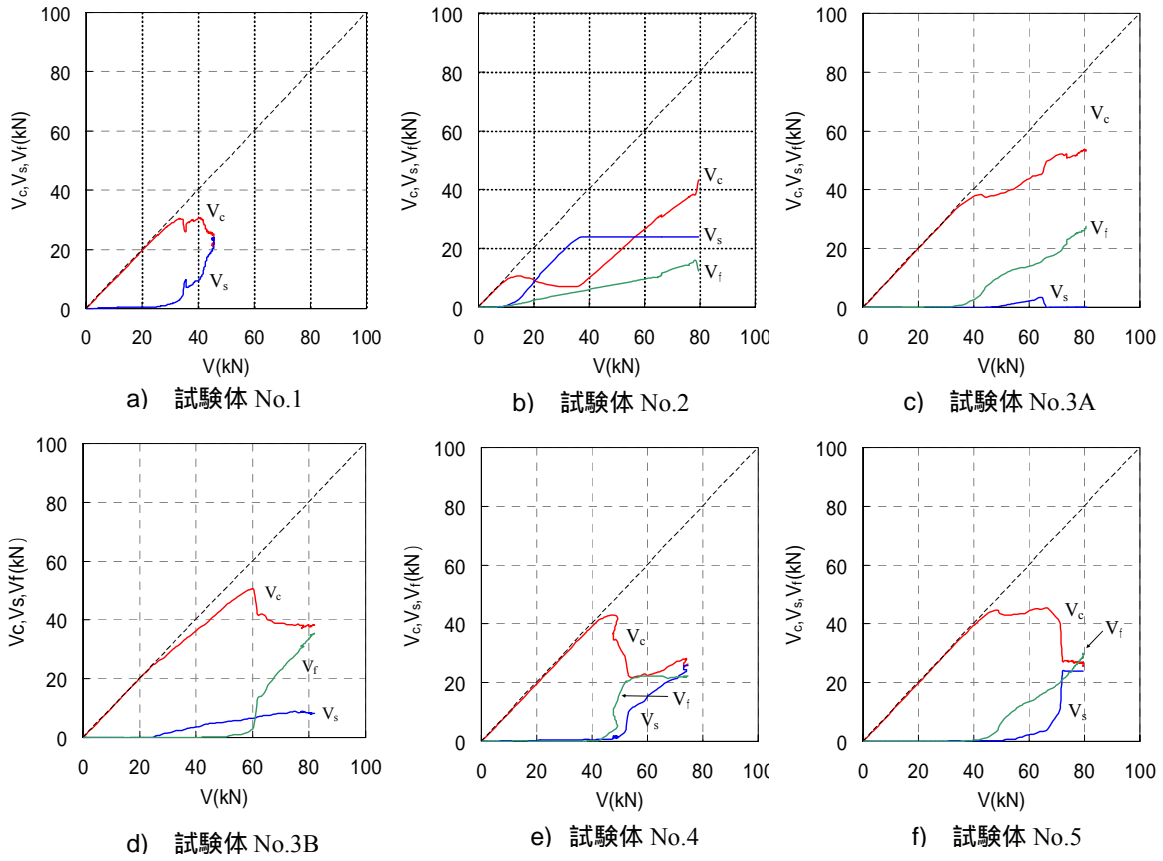 100
80
60
40
20
0
Vc, Vs, Vf(kN)
Vc
Vs
0 20 40 60 80 100
V(kN)
a) 試験体 No.1
100
80
60
40
20
0
Vc, Vs, Vf(kN)
Vc
Vs
Vf
0 20 40 60 80 100
V(kN)
b) 試験体 No.2
100
80
60
40
20
0
Vc, Vs, Vf(kN)
Vc
Vf
Vs
0 20 40 60 80 100
V(kN)
c) 試験体 No.3A
100
80
60
40
20
0
Vc, Vs, Vf(kN)
Vc
Vf
Vs
0 20 40 60 80 100
V(kN)
d) 試験体 No.3B
100
80
60
40
20
0
Vc, Vs, Vf(kN)
Vc
Vf
Vs
0 20 40 60 80 100
V(kN)
e) 試験体 No.4
100
80
60
40
20
0
Vc, Vs, Vf(kN)
Vf
Vc
Vs
0 20 40 60 80 100
V(kN)
f) 試験体 No.5